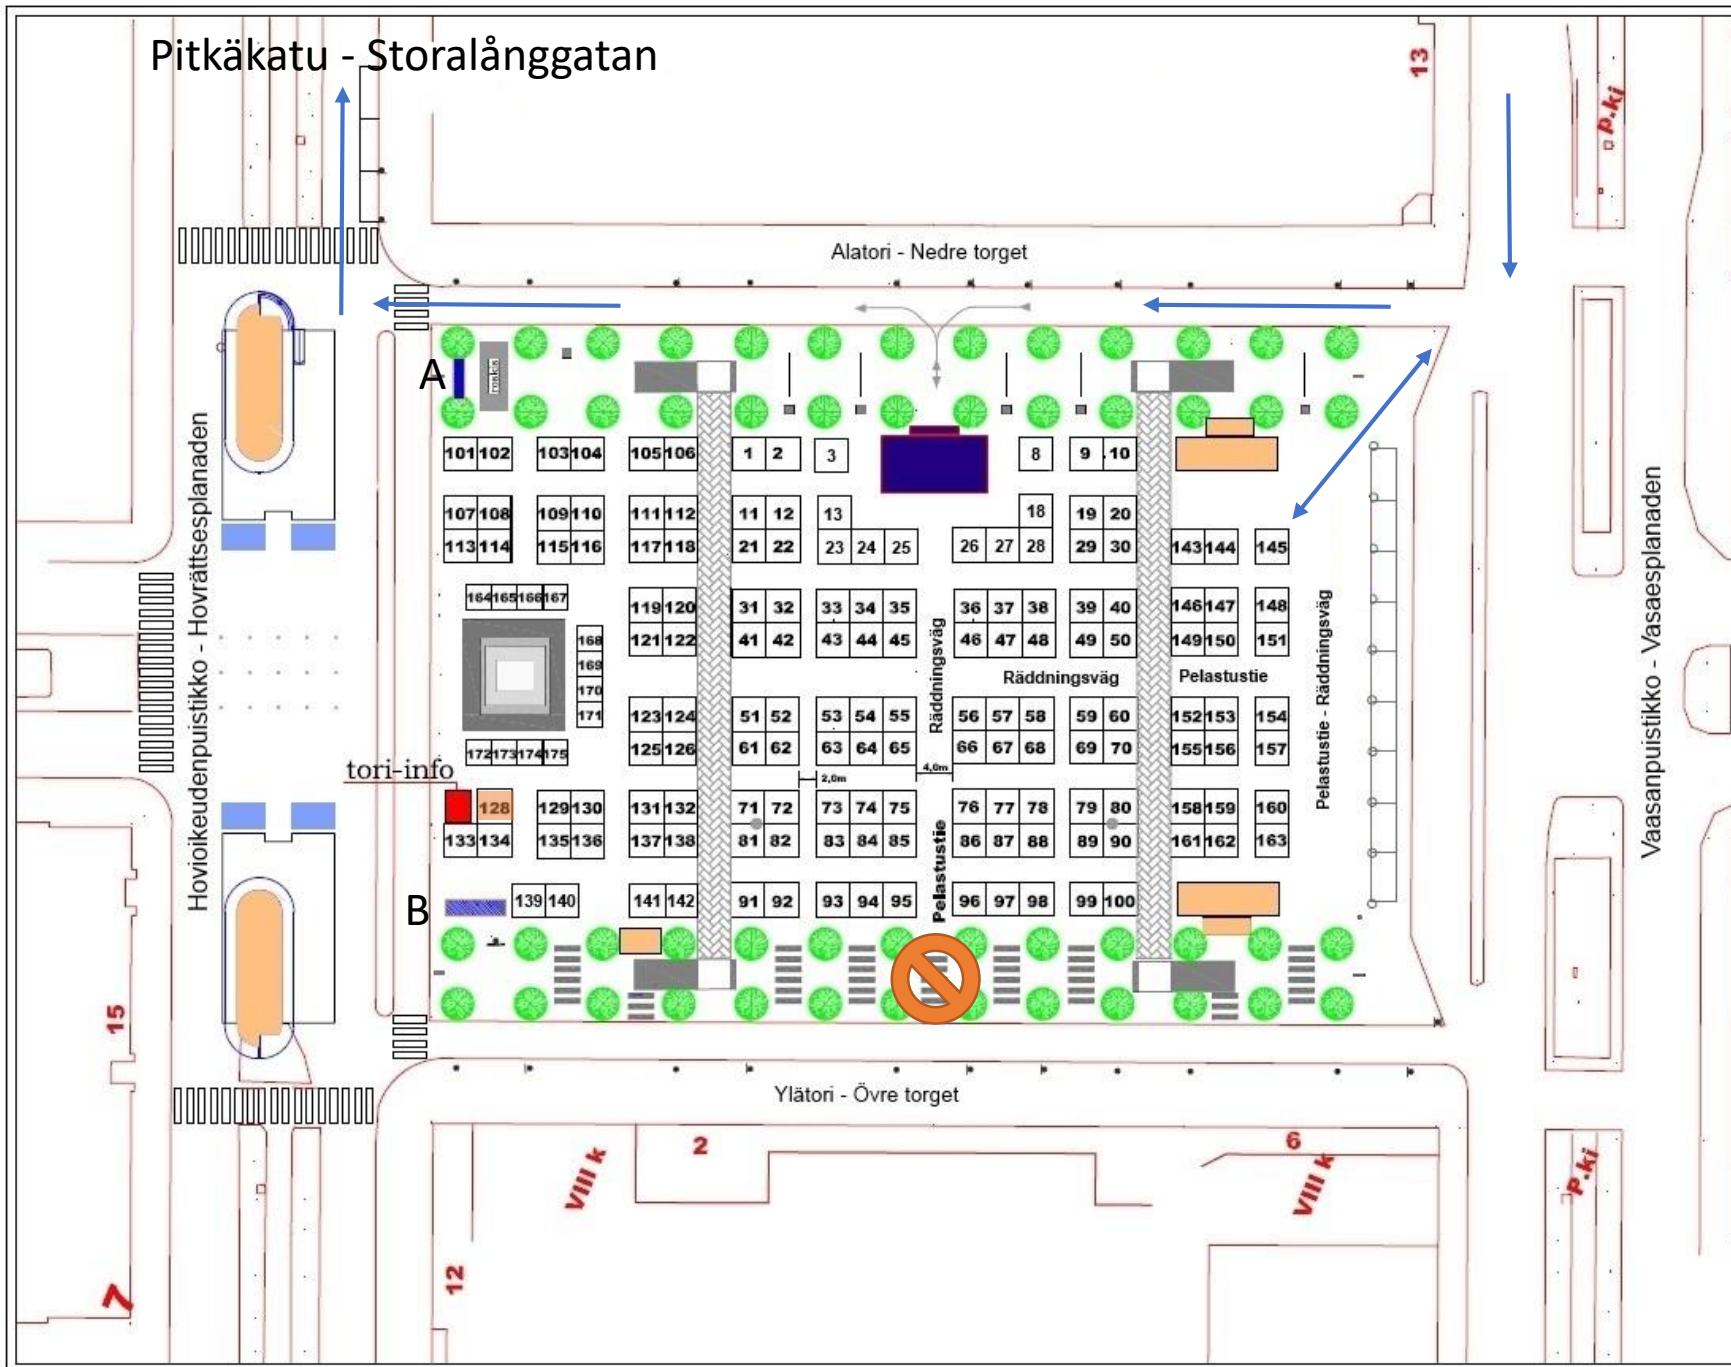 Pitkäkatu - Storalånggatan
13
p.ki
Alatori - Nedre torget
A
roskis
Hovioikeudenpuistikko - Hovrättsesplanaden
101 102 103 104 105 106 1 2 3 8 9 10
107 108 109 110 111 112 11 12 13 18 19 20
113 114 115 116 117 118 21 22 23 24 25 26 27 28 29 30 143 144 145
164 165 166 167 119 120 31 32 33 34 35 36 37 38 39 40 146 147 148
168 121 122 41 42 43 44 45 46 47 48 49 50 149 150 151
169
170
171
Räddningsväg
Räddningsväg
Pelastustie
Pelastustie - Räddningsväg
Vaasanpuistikko - Vasaesplanaden
123 124 51 52 53 54 55 56 57 58 59 60 152 153 154
172 173 174 175 125 126 61 62 63 64 65 66 67 68 69 70 155 156 157
tori-info
2,0m
4,0m
128 129 130 131 132 71 72 73 74 75 76 77 78 79 80 158 159 160
133 134 135 136 137 138 81 82 83 84 85 86 87 88 89 90 161 162 163
Pelastustie
B
139 140 141 142 91 92 93 94 95 96 97 98 99 100
15
Ylätori - Övre torget
2
6
VIII k
VIII k
P.ki
12
7